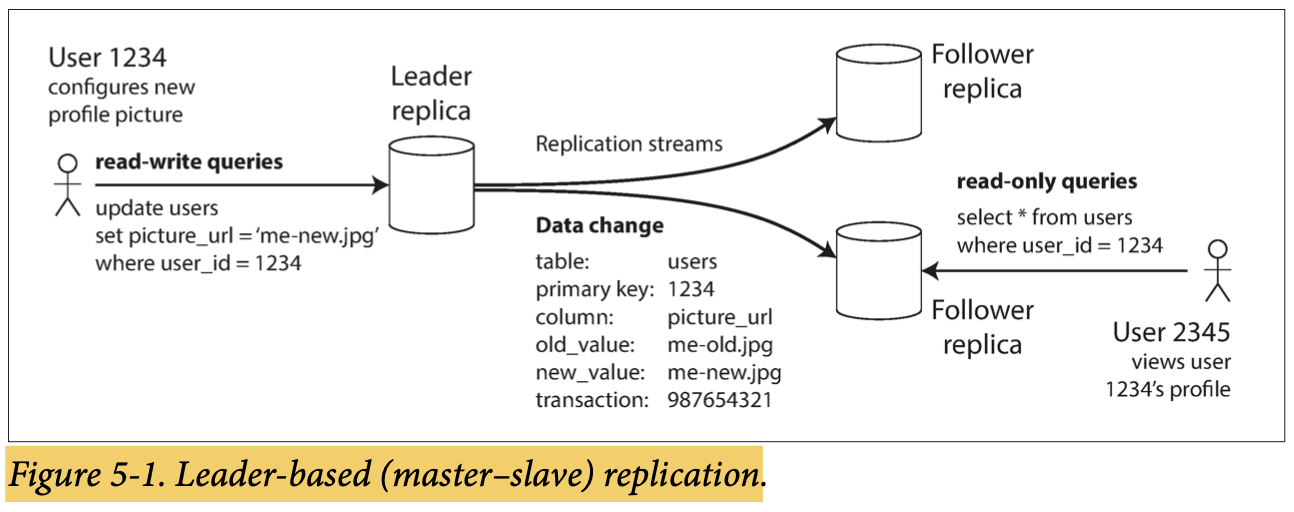 User 1234
configures new
profile picture
read-write queries
update users
set picture_url = ‘me-new.jpg’
where user_id = 1234
Leader
replica
Replication streams
Data change
table: users
primary key: 1234
column: picture_url
old_value: me-old.jpg
new_value: me-new.jpg
transaction: 987654321
Follower
replica
read-only queries
select * from users
where user_id = 1234
Follower
replica
User 2345
views user
1234’s profile
Figure 5-1. Leader-based (master–slave) replication.